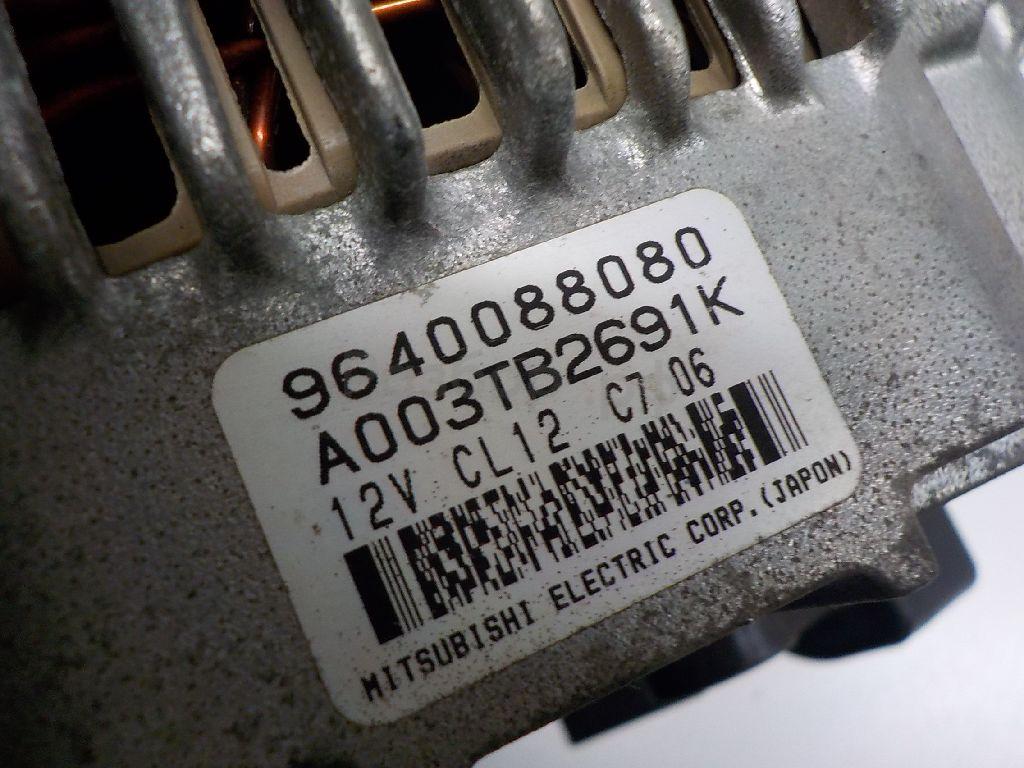 9640088080
A003TB2691K
12V CL12 C7 06
MITSUBISHI ELECTRIC CORP.(JAPON)